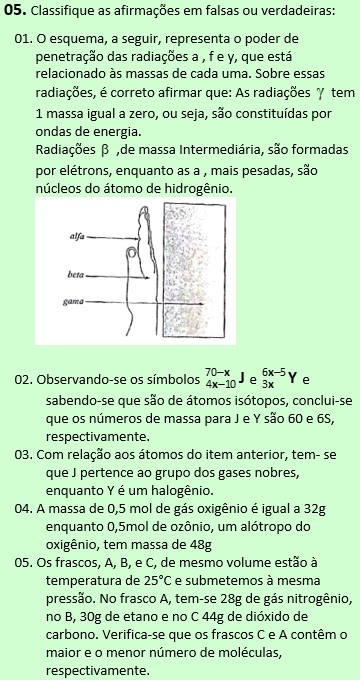 05. Classifique as afirmações em falsas ou verdadeiras:
01. O esquema, a seguir, representa o poder de
penetração das radiações a , f e y, que está
relacionado às massas de cada uma. Sobre essas
radiações, é correto afirmar que: As radiações γ tem
1 massa igual a zero, ou seja, são constituídas por
ondas de energia.
Radiações β ,de massa Intermediária, são formadas
por elétrons, enquanto as a , mais pesadas, são
núcleos do átomo de hidrogênio.
alfa
beta
gama
02. Observando-se os símbolos ⁷⁰⁻ˣ₄ₓ₋₁₀ J e ⁶ˣ⁻⁵₃ₓ Y e
sabendo-se que são de átomos isótopos, conclui-se
que os números de massa para J e Y são 60 e 6S,
respectivamente.
03. Com relação aos átomos do item anterior, tem- se
que J pertence ao grupo dos gases nobres,
enquanto Y é um halogênio.
04. A massa de 0,5 mol de gás oxigênio é igual a 32g
enquanto 0,5mol de ozônio, um alótropo do
oxigênio, tem massa de 48g
05. Os frascos, A, B, e C, de mesmo volume estão à
temperatura de 25°C e submetemos à mesma
pressão. No frasco A, tem-se 28g de gás nitrogênio,
no B, 30g de etano e no C 44g de dióxido de
carbono. Verifica-se que os frascos C e A contêm o
maior e o menor número de moléculas,
respectivamente.